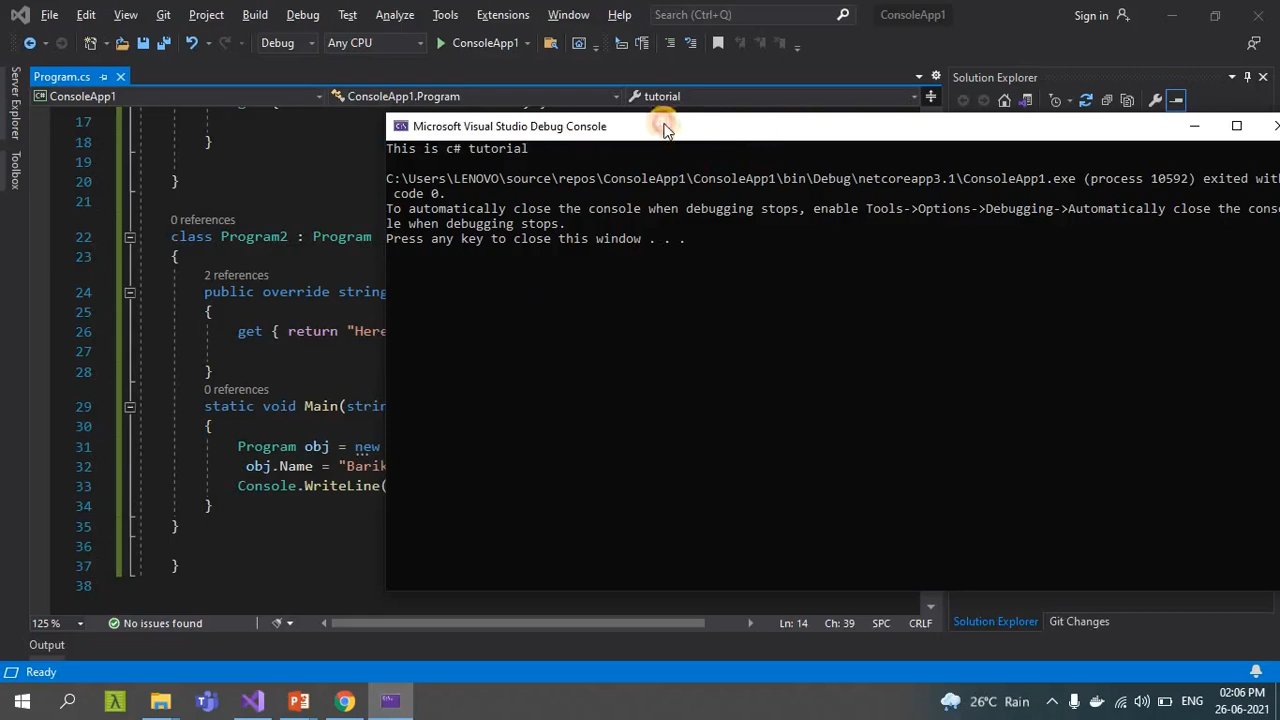 File Edit View Git Project Build Debug Test Analyze Tools Extensions Window Help Search (Ctrl+Q) ConsoleApp1 Sign in
Debug Any CPU ConsoleApp1
Program.cs Solution Explorer
ConsoleApp1 ConsoleApp1.Program tutorial
Server Explorer
Toolbox
Microsoft Visual Studio Debug Console
This is c# tutorial
C:\Users\LENOVO\source\repos\ConsoleApp1\ConsoleApp1\bin\Debug\netcoreapp3.1\ConsoleApp1.exe (process 10592) exited with
code 0.
To automatically close the console when debugging stops, enable Tools->Options->Debugging->Automatically close the conso
le when debugging stops.
Press any key to close this window . . .
17
18 }
19
20 }
21
0 references
22 class Program2 : Program
23 {
2 references
24 public override string
25 {
26 get { return "Here
27
28 }
0 references
29 static void Main(strin
30 {
31 Program obj = new
32 obj.Name = "Barik
33 Console.WriteLine(
34 }
35 }
36
37 }
38
125 % No issues found Ln: 14 Ch: 39 SPC CRLF
Solution Explorer Git Changes
Output
Ready
26°C Rain ENG 02:06 PM
26-06-2021